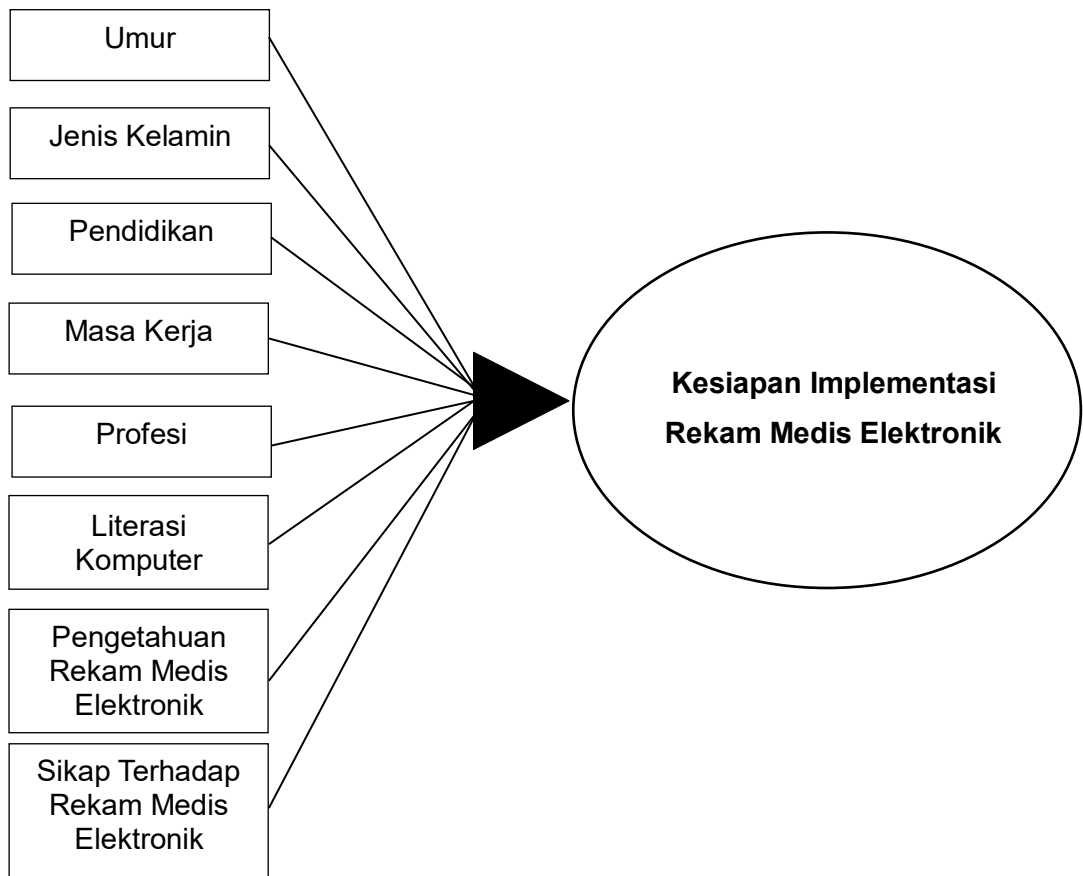 Umur
Jenis Kelamin
Pendidikan
Masa Kerja
Profesi
Literasi
Komputer
Pengetahuan
Rekam Medis
Elektronik
Sikap Terhadap
Rekam Medis
Elektronik
Kesiapan Implementasi
Rekam Medis Elektronik